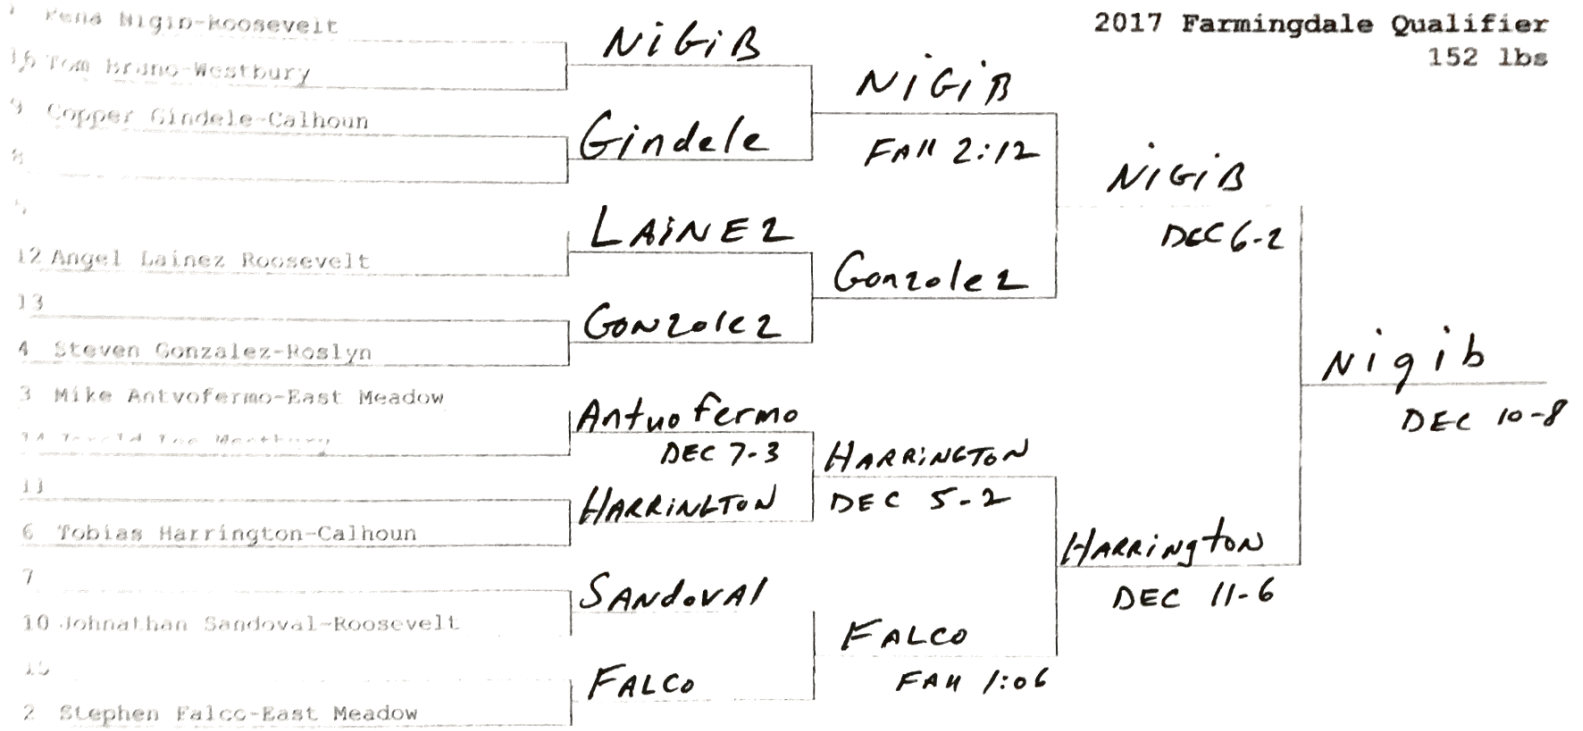 2017 Farmingdale Qualifier
152 lbs
Nigib-Roosevelt
16 Tom Bruno-Westbury
9 Copper Gindele-Calhoun
8
12 Angel Lainez Roosevelt
13
4 Steven Gonzalez-Roslyn
3 Mike Antvofermo-East Meadow
14
11
6 Tobias Harrington-Calhoun
7
10 Johnathan Sandoval-Roosevelt
15
2 Stephen Falco-East Meadow
NiGiB
Gindele
LAiNEZ
GonzolezZ
Antuofermo
DEC 7-3
HARRiNGTON
SANdoVAl
FALCO
NiGiB
FAll 2:12
Gonzolez
HARRiNGTON
DEC 5-2
FALCO
FAll 1:06
NiGiB
DEC 6-2
HARRiNgtoN
DEC 11-6
Nigib
DEC 10-8